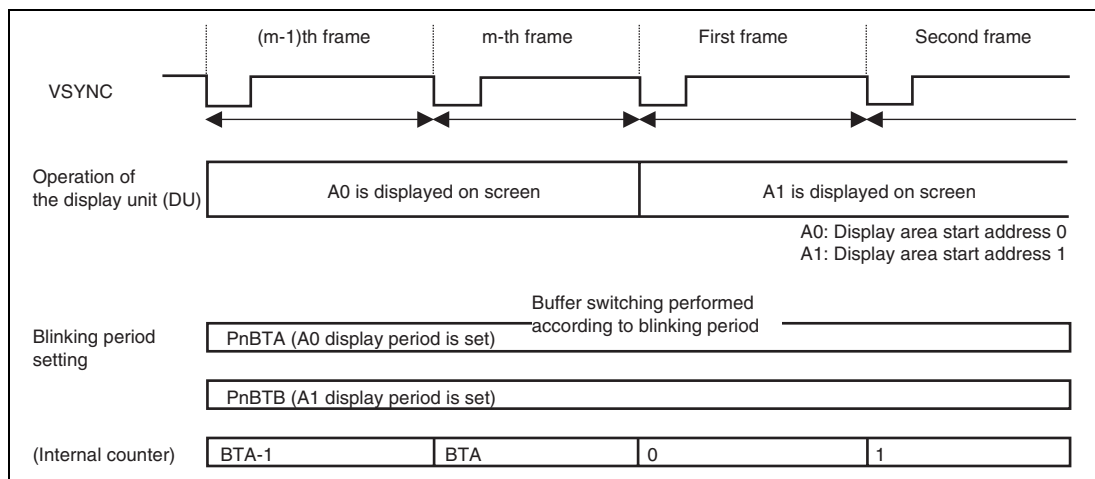 (m-1)th frame
m-th frame
First frame
Second frame
VSYNC
Operation of
the display unit (DU)
A0 is displayed on screen
A1 is displayed on screen
A0: Display area start address 0
A1: Display area start address 1
Buffer switching performed
according to blinking period
Blinking period
setting
PnBTA (A0 display period is set)
PnBTB (A1 display period is set)
(Internal counter)
BTA-1
BTA
0
1